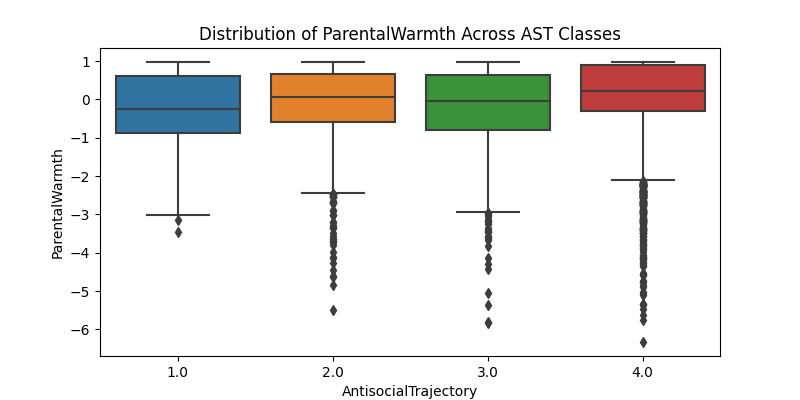 Distribution of ParentalWarmth Across AST Classes
1
0
−1
−2
−3
−4
−5
−6
ParentalWarmth
1.0 2.0 3.0 4.0
AntisocialTrajectory